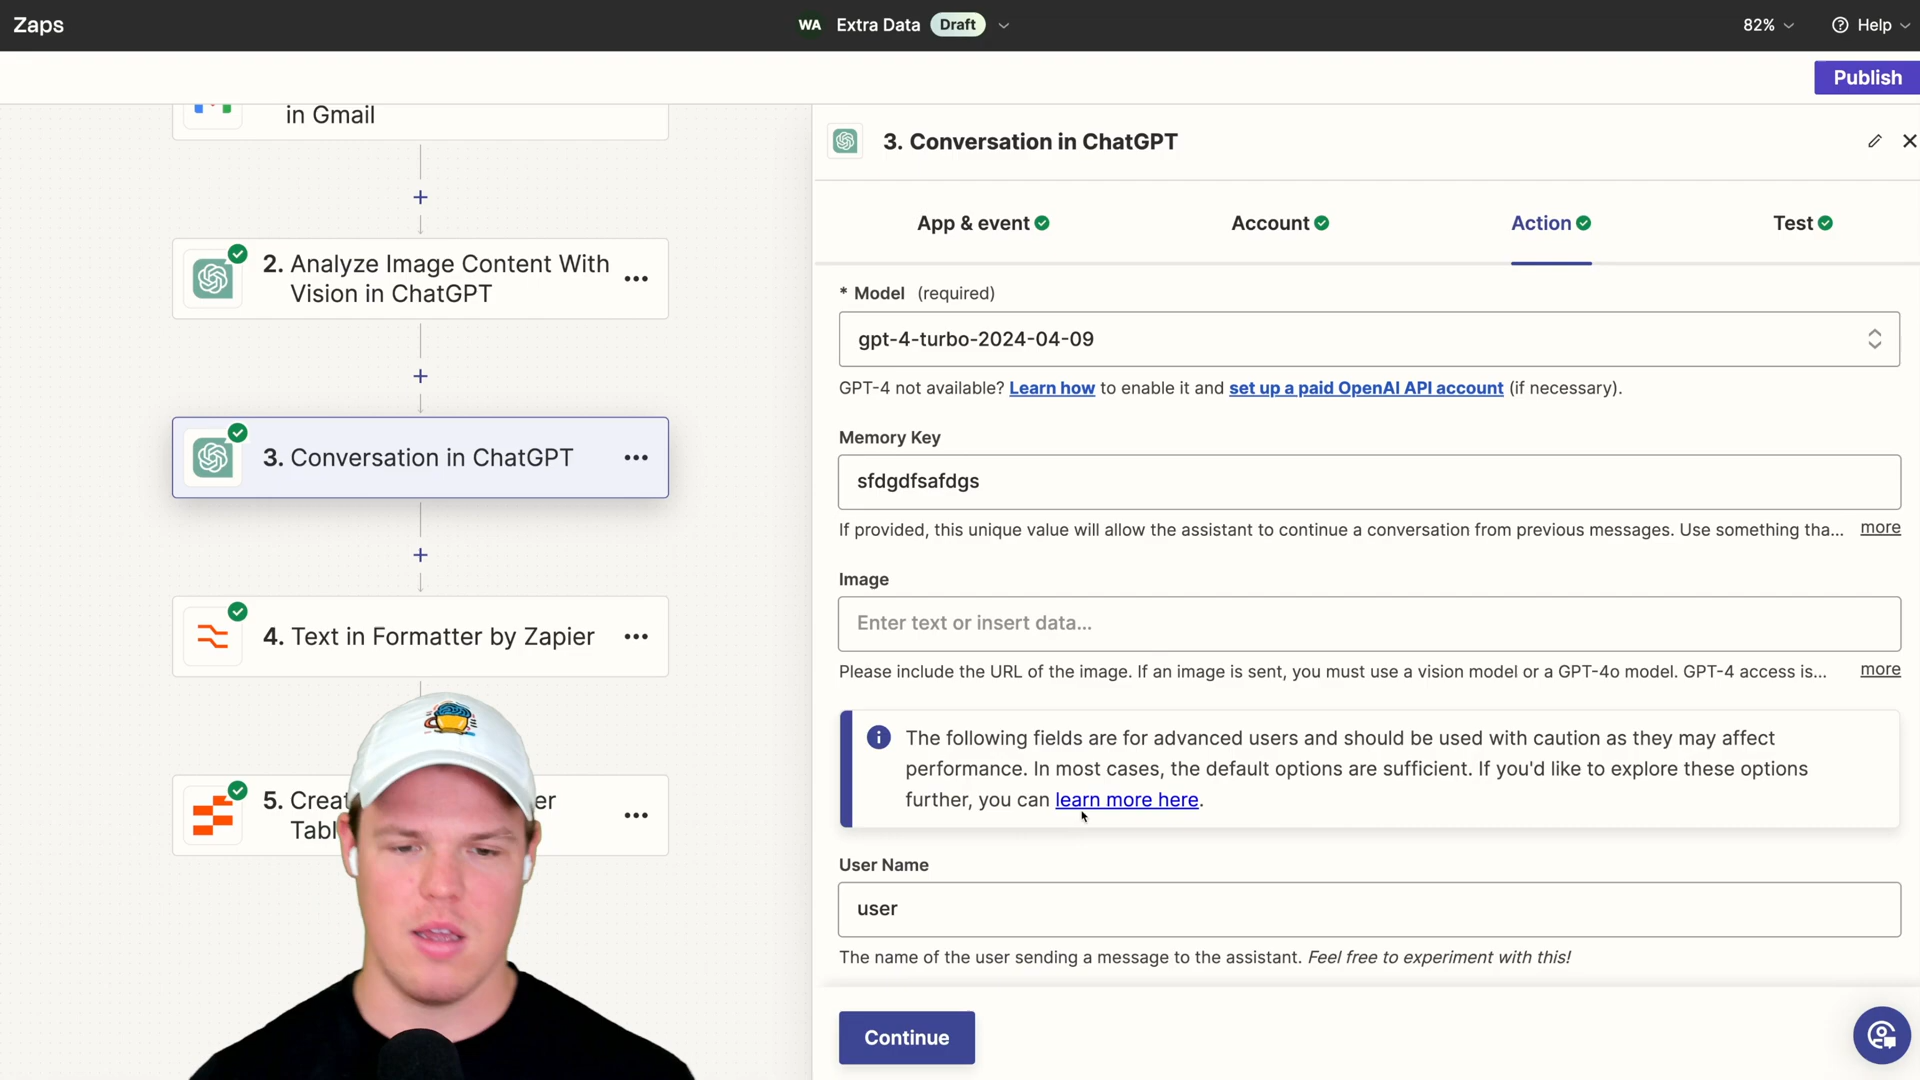 Zaps
WA Extra Data Draft
82%
Help
Publish
in Gmail
2. Analyze Image Content With
Vision in ChatGPT
3. Conversation in ChatGPT
4. Text in Formatter by Zapier
5.
3. Conversation in ChatGPT
App & event
Account
Action
Test
* Model (required)
gpt-4-turbo-2024-04-09
GPT-4 not available? Learn how to enable it and set up a paid OpenAI API account (if necessary).
Memory Key
sfdgdfsafdgs
If provided, this unique value will allow the assistant to continue a conversation from previous messages. Use something tha... more
Image
Enter text or insert data...
Please include the URL of the image. If an image is sent, you must use a vision model or a GPT-4o model. GPT-4 access is... more
The following fields are for advanced users and should be used with caution as they may affect
performance. In most cases, the default options are sufficient. If you'd like to explore these options
further, you can learn more here.
User Name
user
The name of the user sending a message to the assistant. Feel free to experiment with this!
Continue